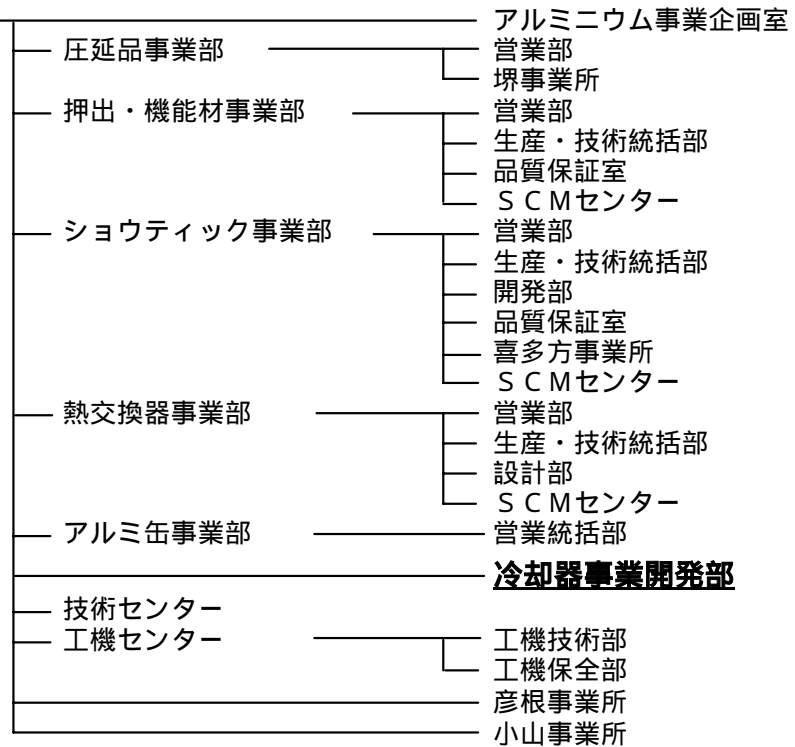 アルミニウム事業企画室
圧延品事業部 営業部
堺事業所
押出・機能材事業部 営業部
生産・技術統括部
品質保証室
ＳＣＭセンター
ショウティック事業部 営業部
生産・技術統括部
開発部
品質保証室
喜多方事業所
ＳＣＭセンター
熱交換器事業部 営業部
生産・技術統括部
設計部
ＳＣＭセンター
アルミ缶事業部 営業統括部
冷却器事業開発部
技術センター
工機センター 工機技術部
工機保全部
彦根事業所
小山事業所